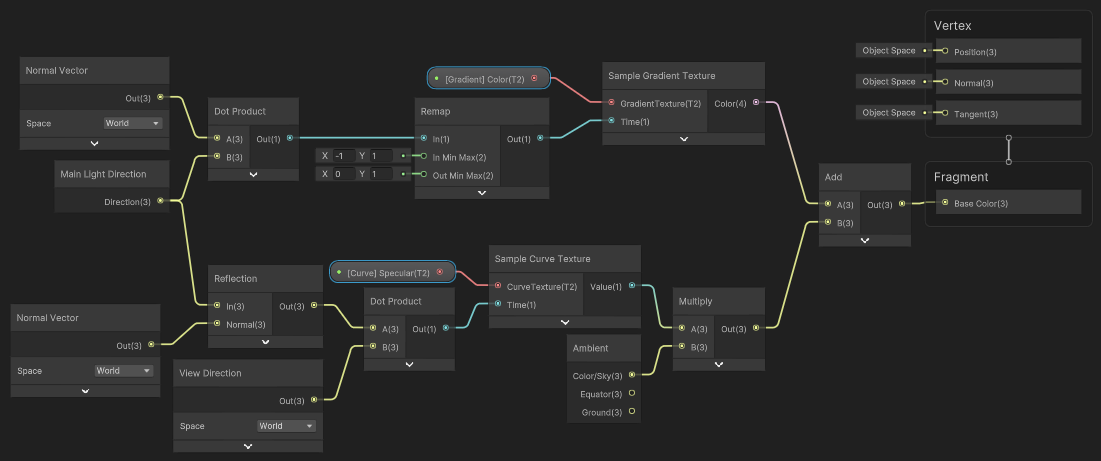 Normal Vector
Out(3)
Space World
Main Light Direction
Direction(3)
Dot Product
A(3) Out(1)
B(3)
[Gradient] Color(T2)
Remap
In(1) Out(1)
X -1 Y 1 In Min Max(2)
X 0 Y 1 Out Min Max(2)
Sample Gradient Texture
GradientTexture(T2) Color(4)
Time(1)
Vertex
Object Space Position(3)
Object Space Normal(3)
Object Space Tangent(3)
Fragment
Base Color(3)
Add
A(3) Out(3)
B(3)
Reflection
In(3) Out(3)
Normal(3)
Normal Vector
Out(3)
Space World
View Direction
Out(3)
Space World
[Curve] Specular(T2)
Dot Product
A(3) Out(1)
B(3)
Sample Curve Texture
CurveTexture(T2) Value(1)
Time(1)
Ambient
Color/Sky(3)
Equator(3)
Ground(3)
Multiply
A(3) Out(3)
B(3)